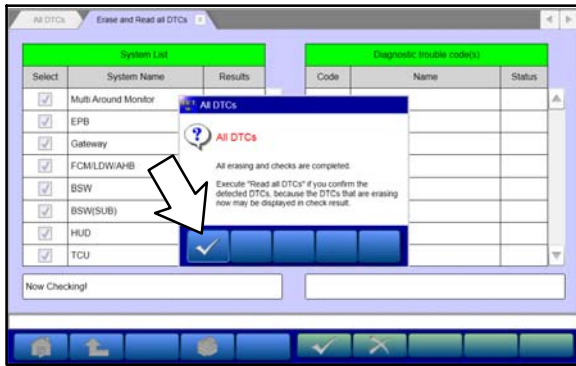 All DTCs
Erase and Read all DTCs
System List
Diagnostic trouble code(s)
Select
System Name
Results
Code
Name
Status
Multi Around Monitor
EPB
Gateway
FCM/LDW/AHB
BSW
BSW(SUB)
HUD
TCU
All DTCs
All DTCs
All erasing and checks are completed.
Execute "Read all DTCs" if you confirm the
detected DTCs, because the DTCs that are erasing
now may be displayed in check result.
Now Checking!